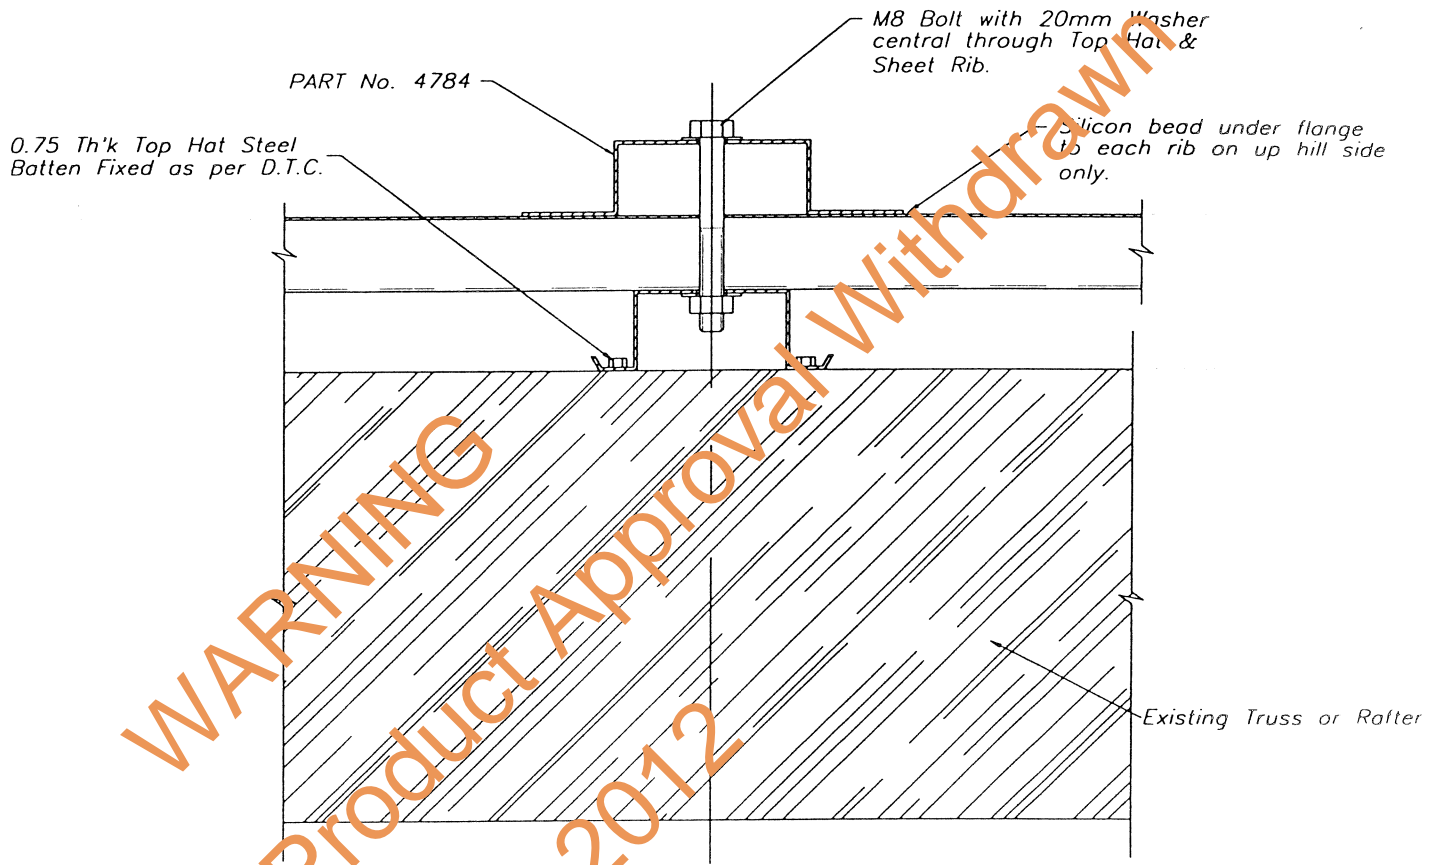 M8 Bolt with 20mm Washer
central through Top Hat &
Sheet Rib.
PART No. 4784
0.75 Th'k Top Hat Steel
Batten Fixed as per D.T.C.
Silicon bead under flange
to each rib on up hill side
only.
Existing Truss or Rafter
WARNING
Product Approval Withdrawn
2012